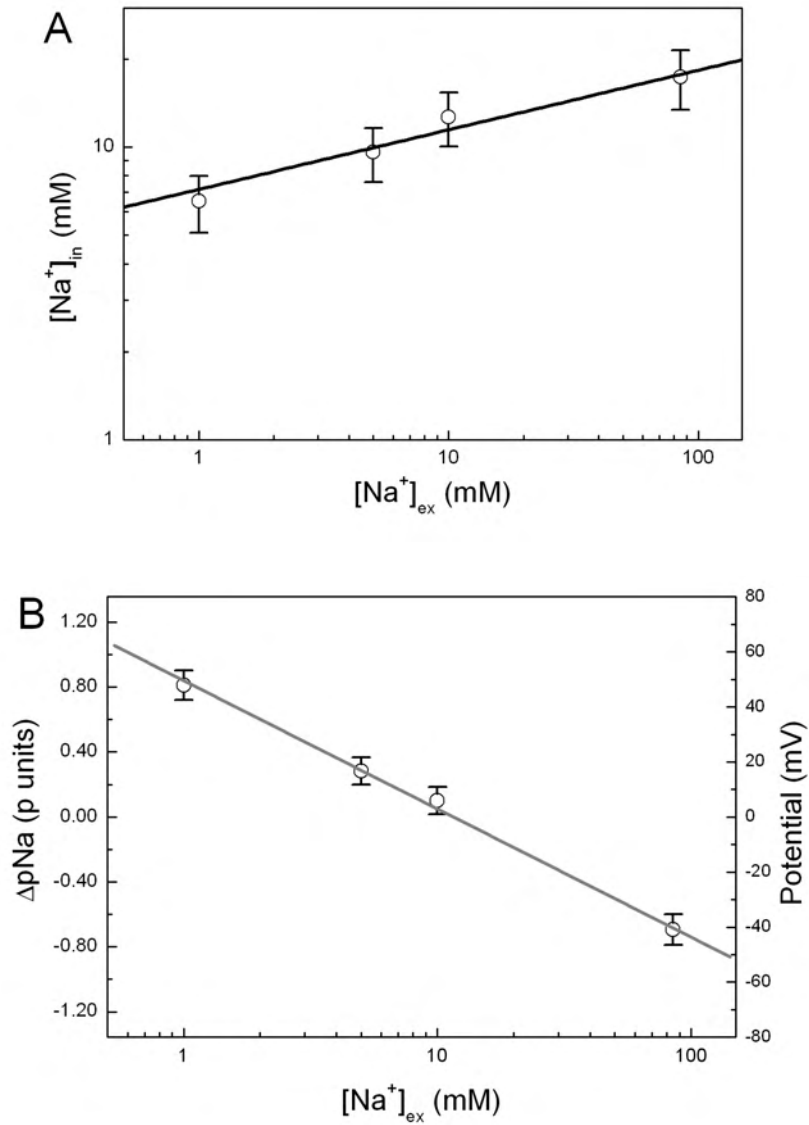 A
10
1
[Na+]in (mM)
1 10 100
[Na+]ex (mM)
B
1.20
0.80
0.40
0.00
-0.40
-0.80
-1.20
ΔpNa (p units)
80
60
40
20
0
-20
-40
-60
-80
Potential (mV)
1 10 100
[Na+]ex (mM)